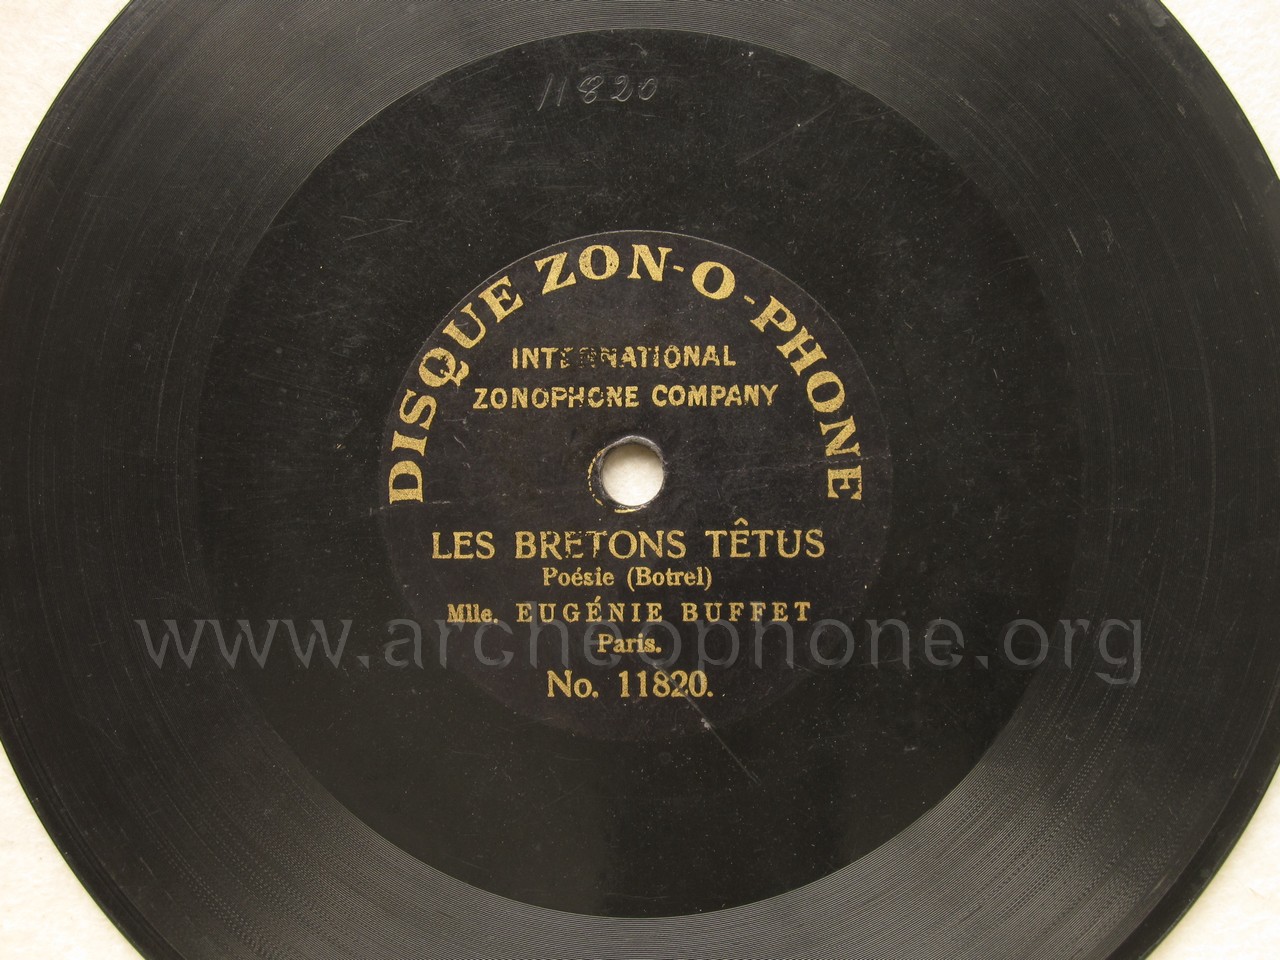 11820
DISQUE ZON-O-PHONE
INTERNATIONAL
ZONOPHONE COMPANY
LES BRETONS TÊTUS
Poésie (Botrel)
Mlle. EUGÉNIE BUFFET
www.archeophone.org
Paris.
No. 11820.